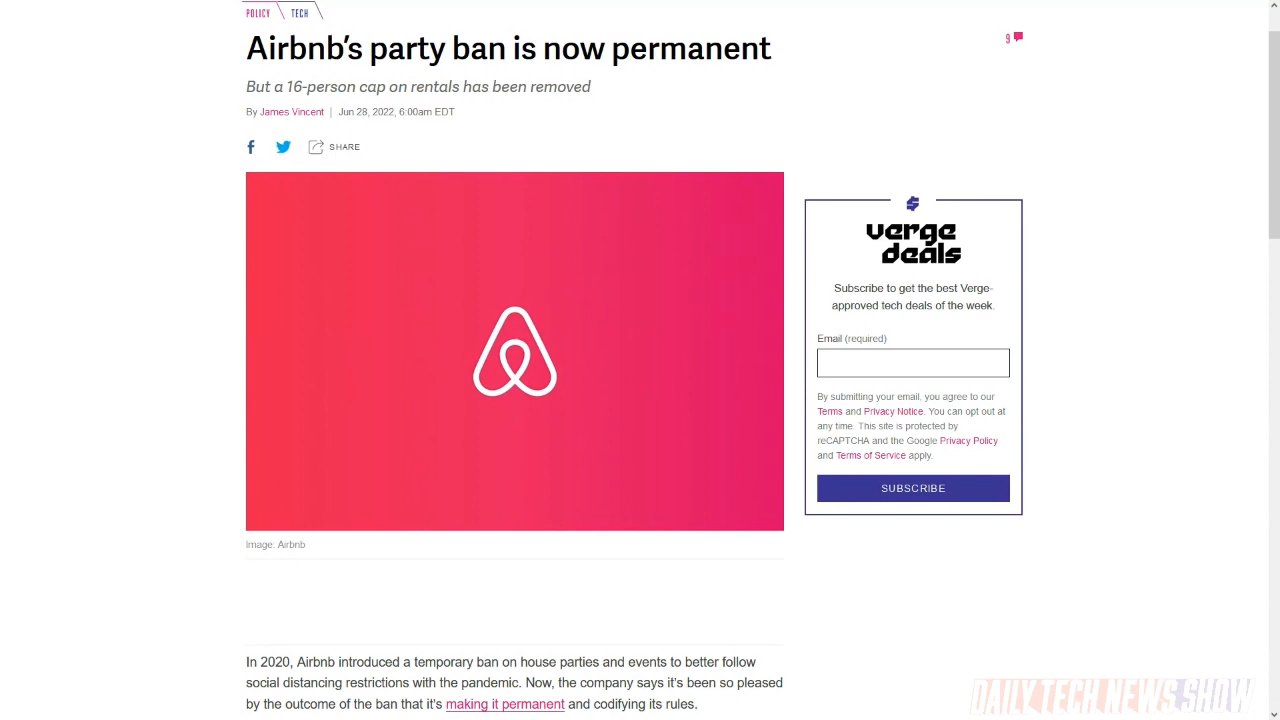 POLICY TECH
Airbnb's party ban is now permanent
9
But a 16-person cap on rentals has been removed
By James Vincent | Jun 28, 2022, 6:00am EDT
SHARE
Image: Airbnb
In 2020, Airbnb introduced a temporary ban on house parties and events to better follow
social distancing restrictions with the pandemic. Now, the company says it's been so pleased
by the outcome of the ban that it's making it permanent and codifying its rules.
verge
deals
Subscribe to get the best Verge-
approved tech deals of the week.
Email (required)
By submitting your email, you agree to our
Terms and Privacy Notice. You can opt out at
any time. This site is protected by
reCAPTCHA and the Google Privacy Policy
and Terms of Service apply.
SUBSCRIBE
DAILY TECH NEWS SHOW